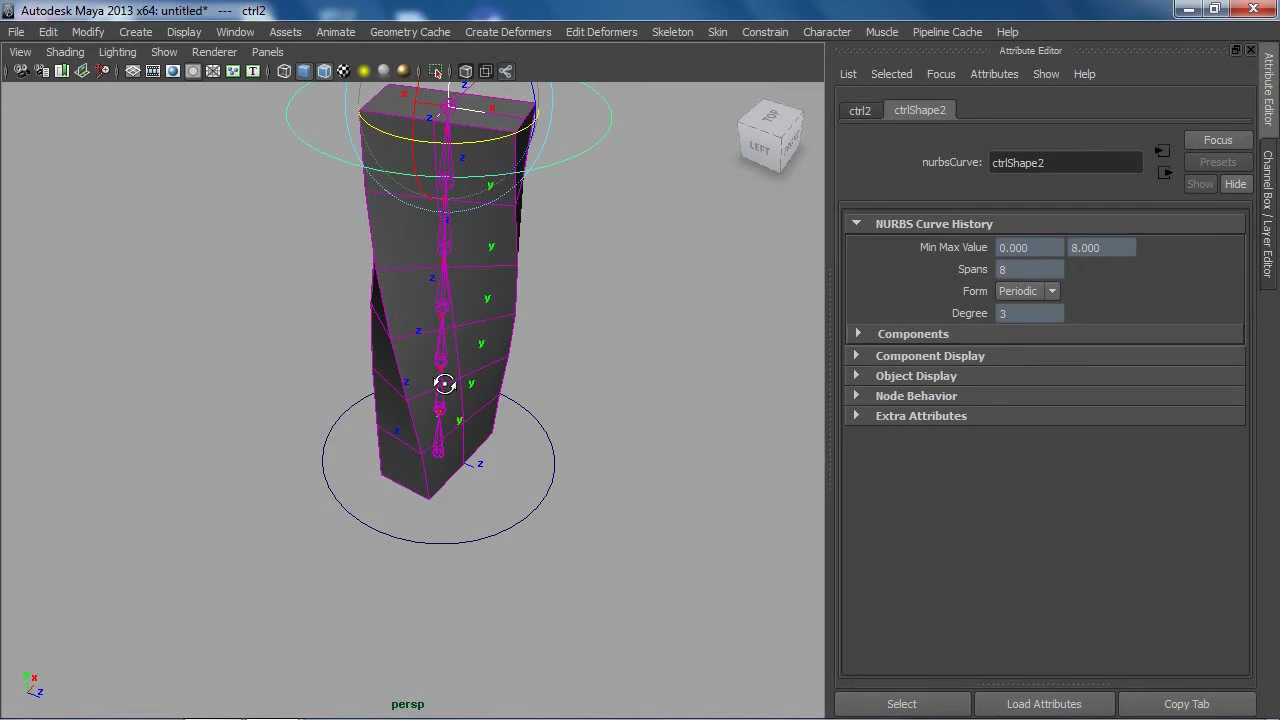 Autodesk Maya 2013 x64: untitled* --- ctrl2
File Edit Modify Create Display Window Assets Animate Geometry Cache Create Deformers Edit Deformers Skeleton Skin Constrain Character Muscle Pipeline Cache Help
View Shading Lighting Show Renderer Panels
Attribute Editor
List Selected Focus Attributes Show Help
ctrl2 ctrlShape2
Focus
nurbsCurve: ctrlShape2
Presets
Show Hide
NURBS Curve History
Min Max Value 0.000 8.000
Spans 8
Form Periodic
Degree 3
Components
Component Display
Object Display
Node Behavior
Extra Attributes
Select Load Attributes Copy Tab
Attribute Editor
Channel Box / Layer Editor
TOP
LEFT
z
x
x
z
z
y
y
z
y
z
y
z
y
z
y
z
persp
y
x
z